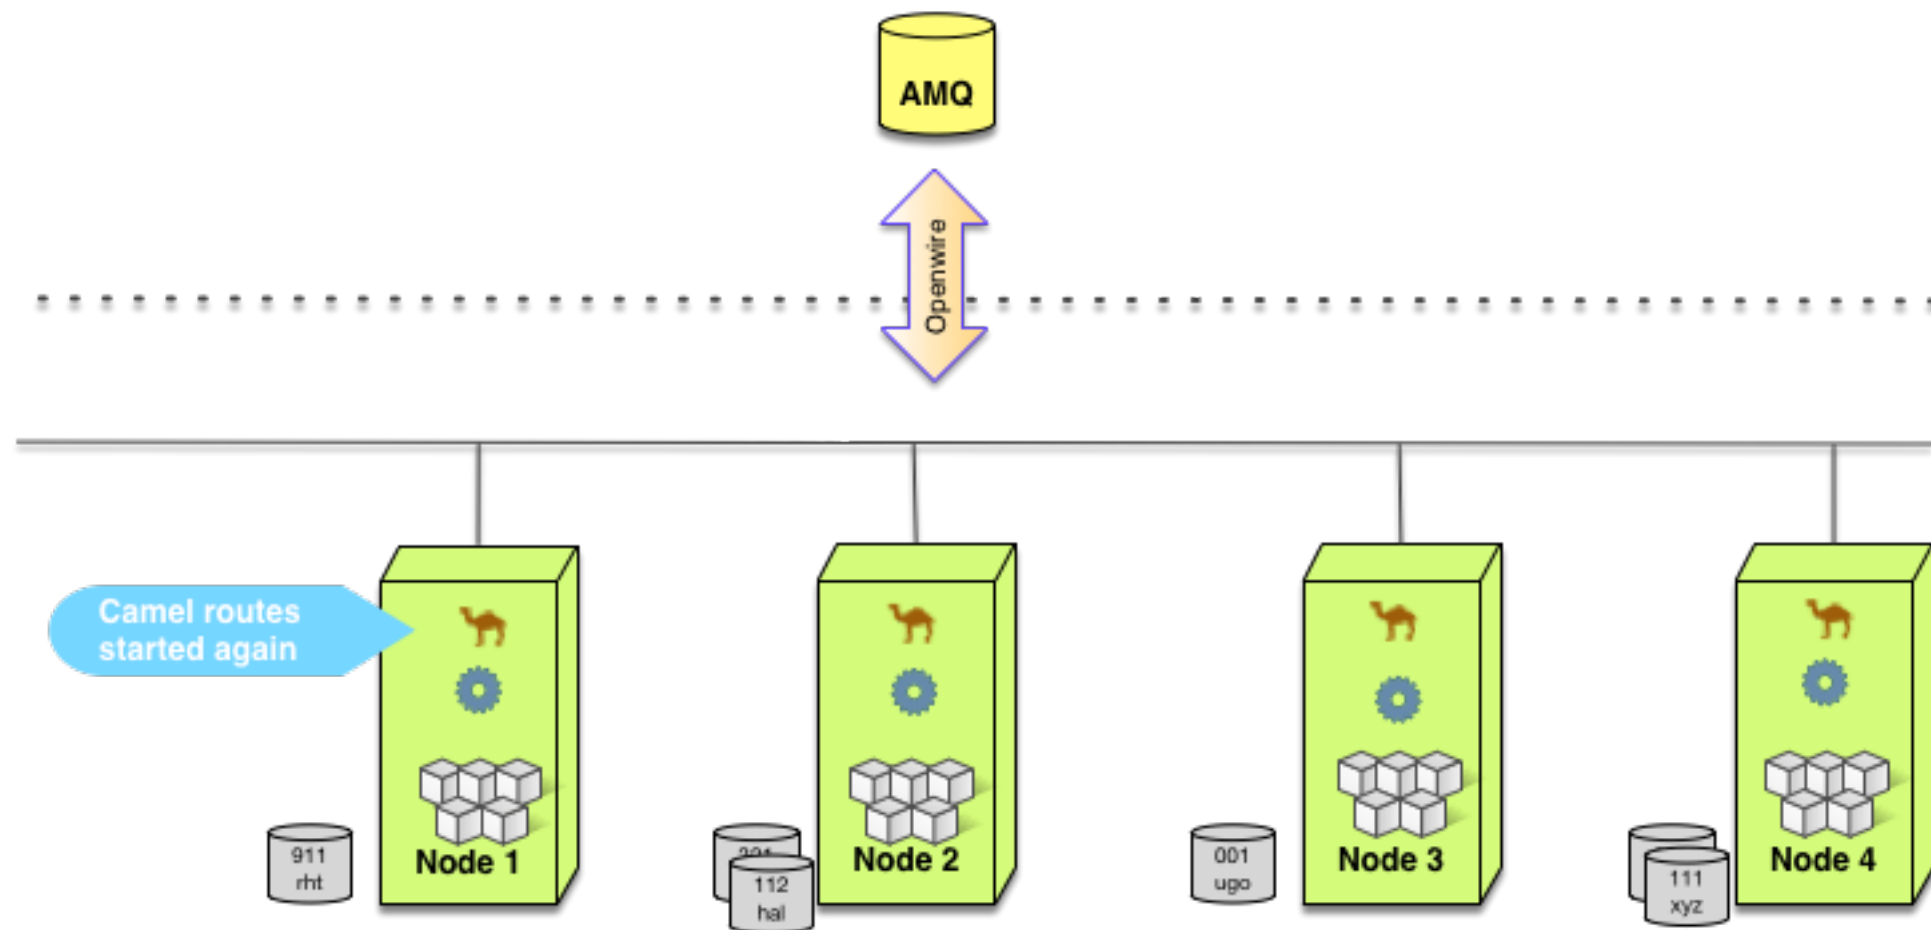 AMQ
Openwire
Camel routes
started again
Node 1
Node 2
Node 3
Node 4
911
rht
112
hal
001
ugo
111
xyz